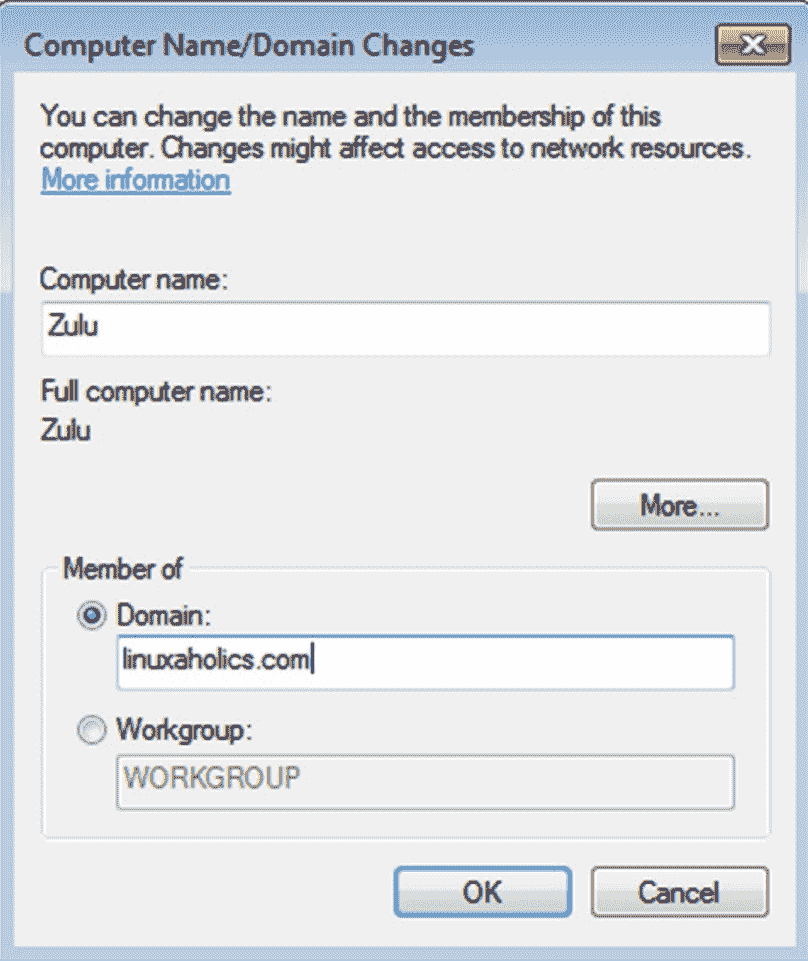 Computer Name/Domain Changes
You can change the name and the membership of this
computer. Changes might affect access to network resources.
More information
Computer name:
Zulu
Full computer name:
Zulu
More...
Member of
Domain:
linuxaholics.com
Workgroup:
WORKGROUP
OK Cancel